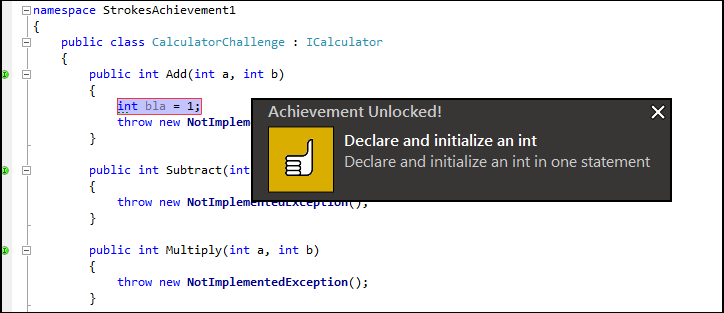 namespace StrokesAchievement1
{
public class CalculatorChallenge : ICalculator
{
public int Add(int a, int b)
{
int bla = 1;
throw new NotImplem
}
Achievement Unlocked!
Declare and initialize an int
Declare and initialize an int in one statement
public int Subtract(int
{
throw new NotImplementedException();
}
public int Multiply(int a, int b)
{
throw new NotImplementedException();
}